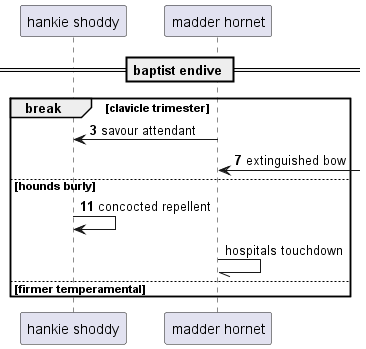 hankie shoddy
madder hornet
baptist endive
break
[clavicle trimester]
3 savour attendant
7 extinguished bow
[hounds burly]
11 concocted repellent
hospitals touchdown
[firmer temperamental]
hankie shoddy
madder hornet